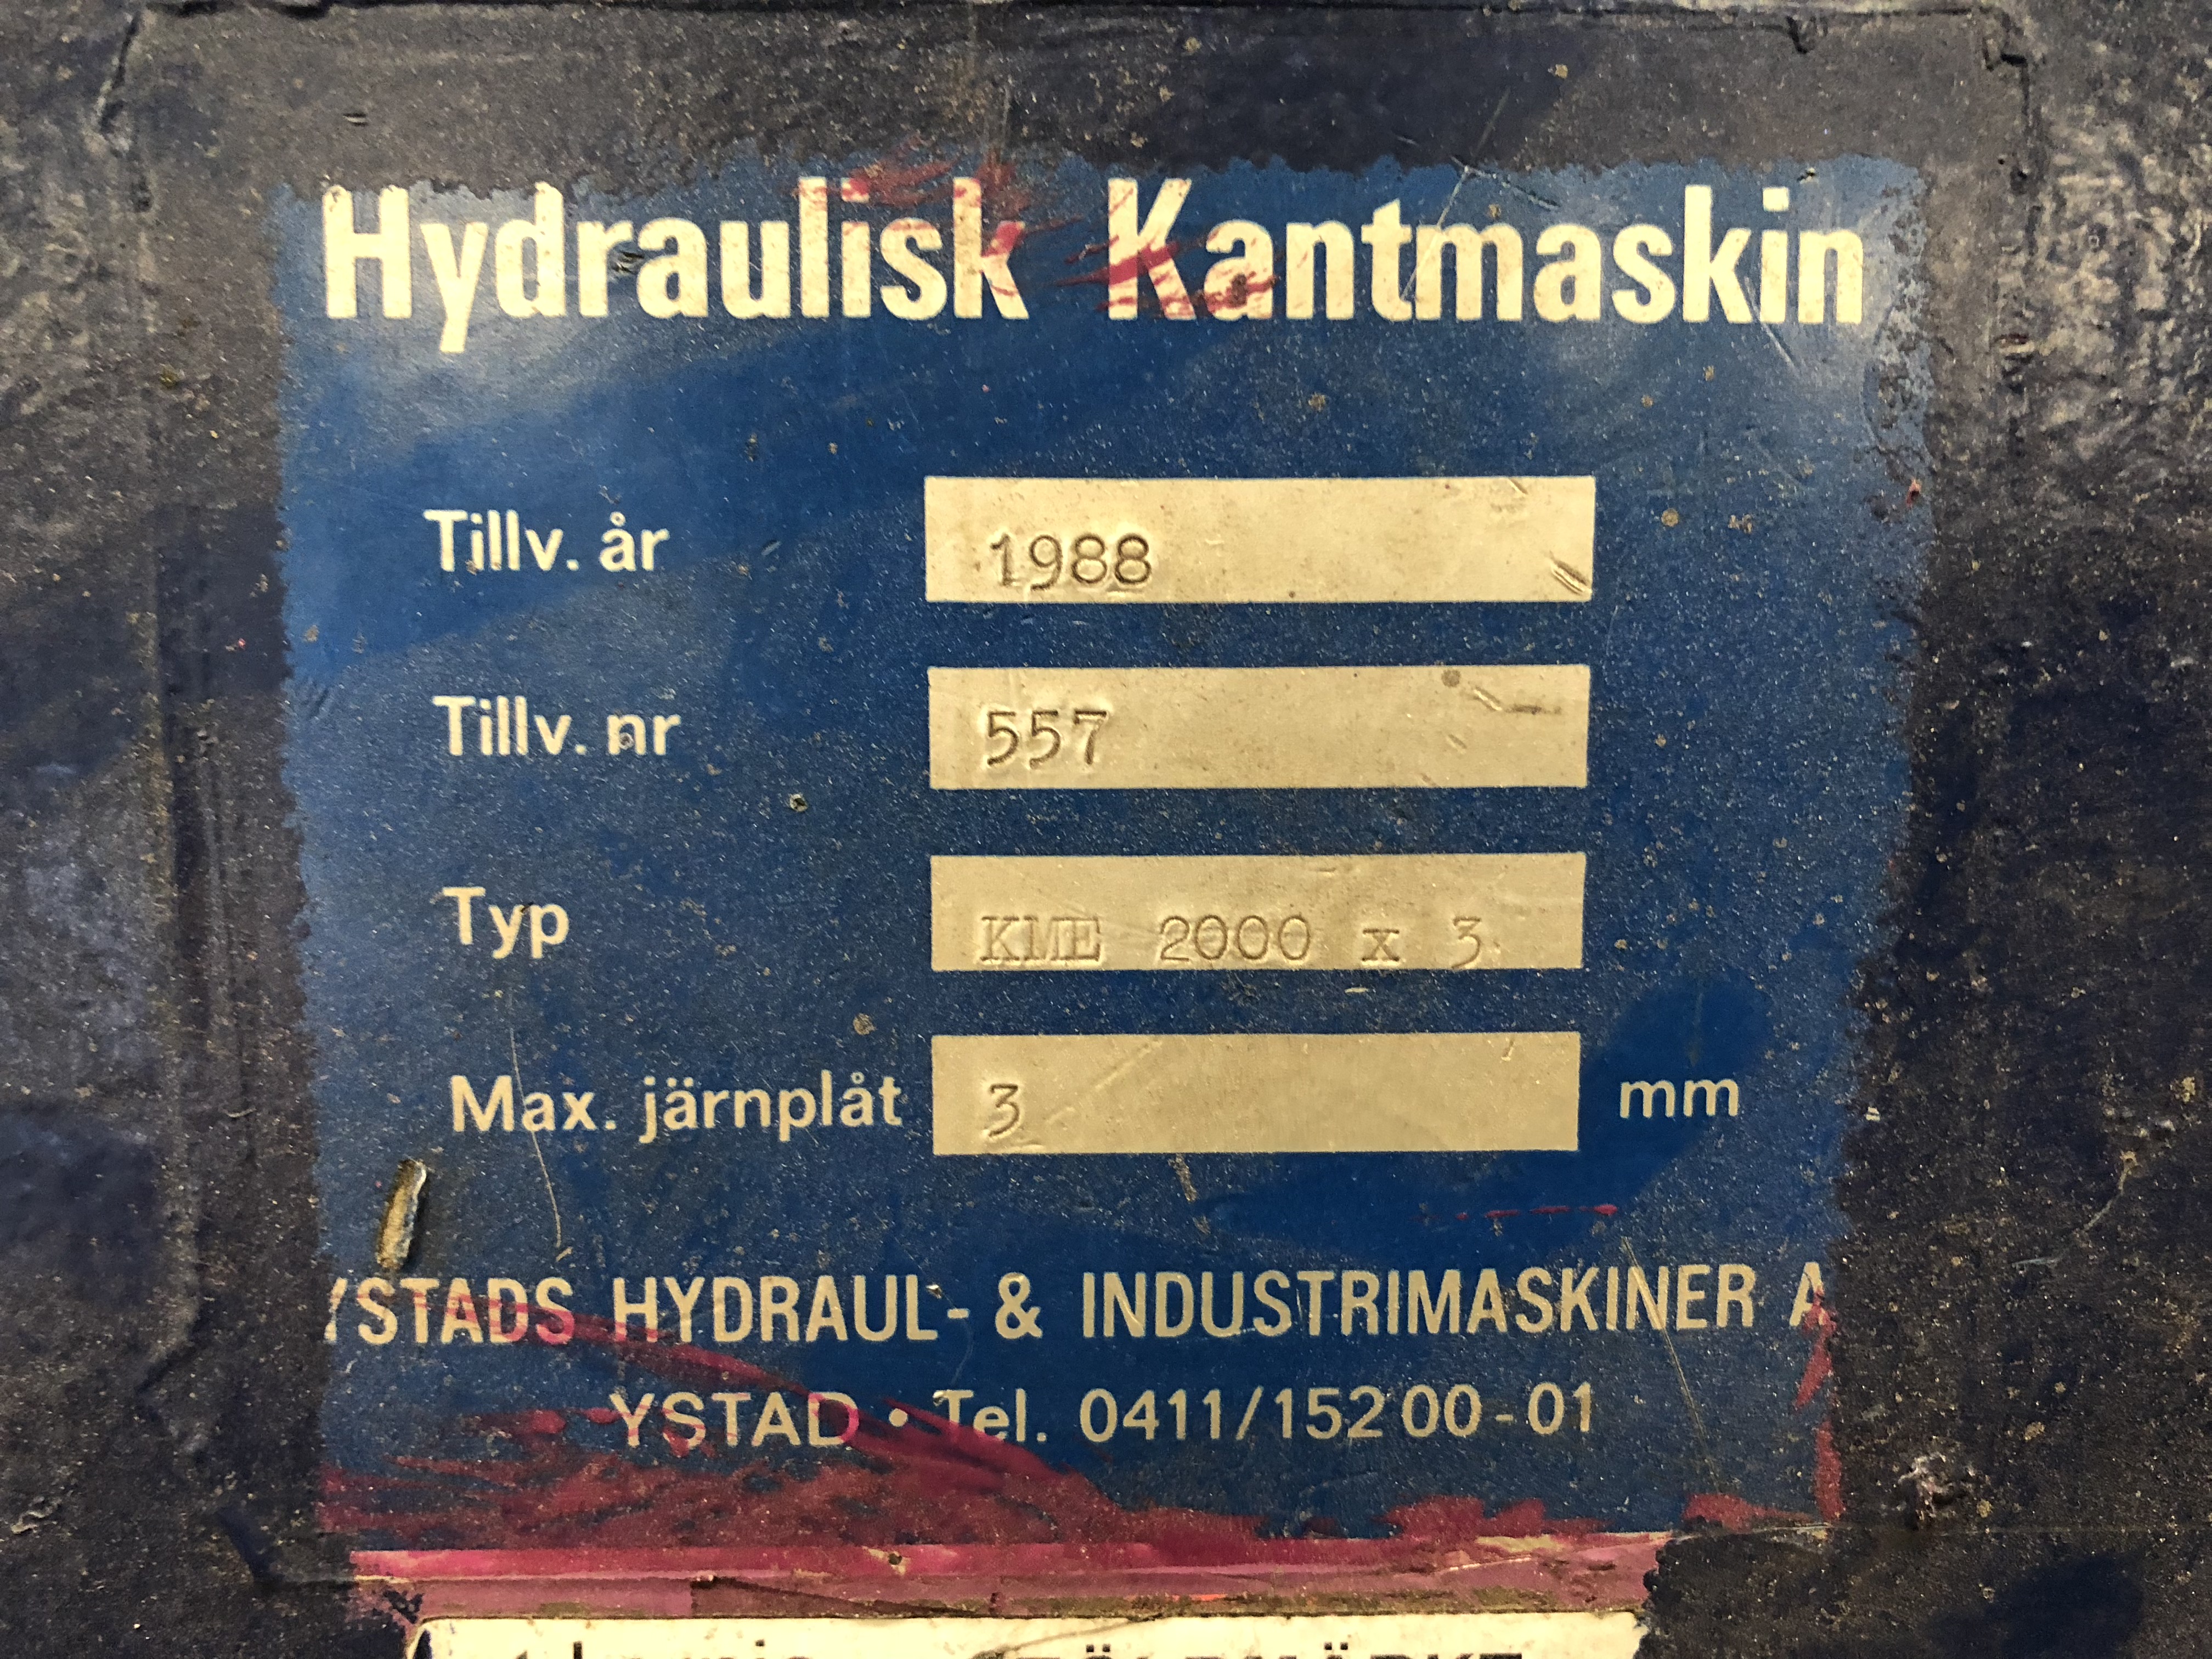 Hydraulisk Kantmaskin
Tillv. år 1988
Tillv. nr 557
Typ KME 2000 x 3
Max. järnplåt 3 mm
YSTADS HYDRAUL- & INDUSTRIMASKINER A
YSTAD • Tel. 0411/152 00-01